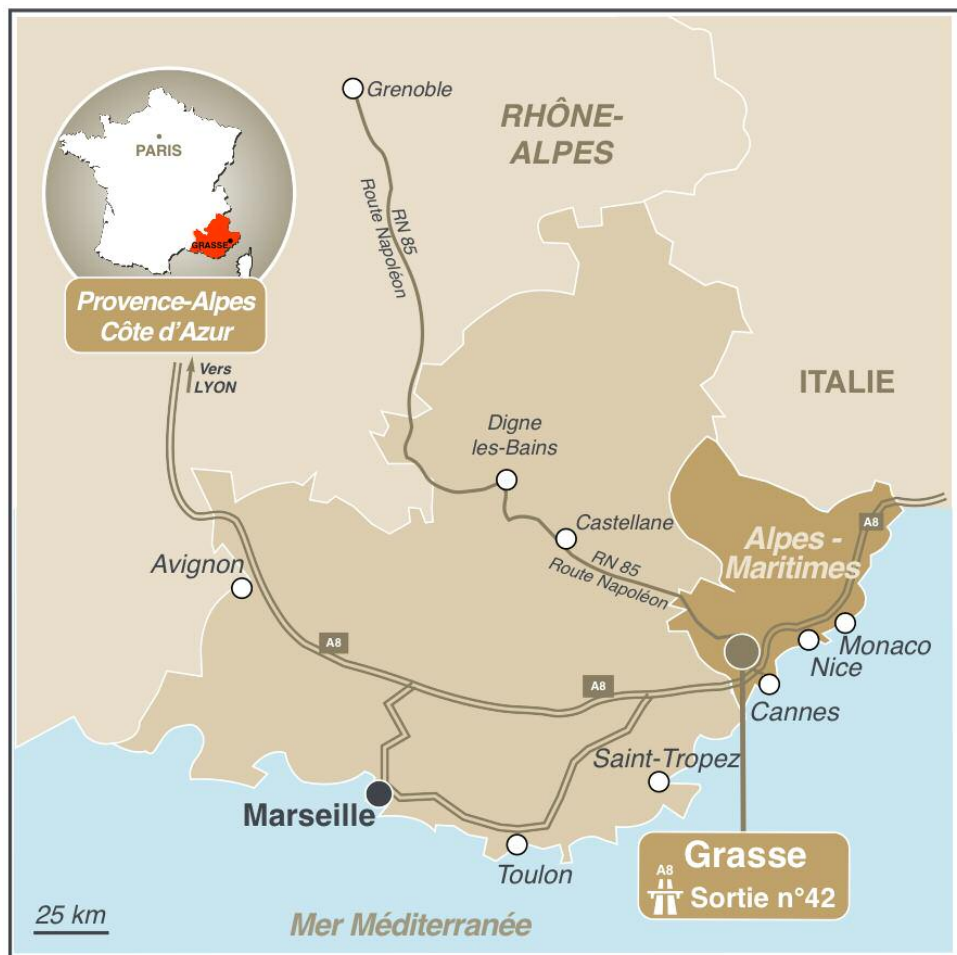 Grenoble
RHÔNE-
ALPES
PARIS
GRASSE
Provence-Alpes
Côte d'Azur
RN 85
Route Napoléon
Vers
LYON
ITALIE
Digne
les-Bains
A8
Castellane
Alpes -
Maritimes
RN 85
Route Napoléon
Avignon
A8
Monaco
Nice
A8
Cannes
Saint-Tropez
Marseille
Grasse
A8
Sortie n°42
Toulon
25 km
Mer Méditerranée